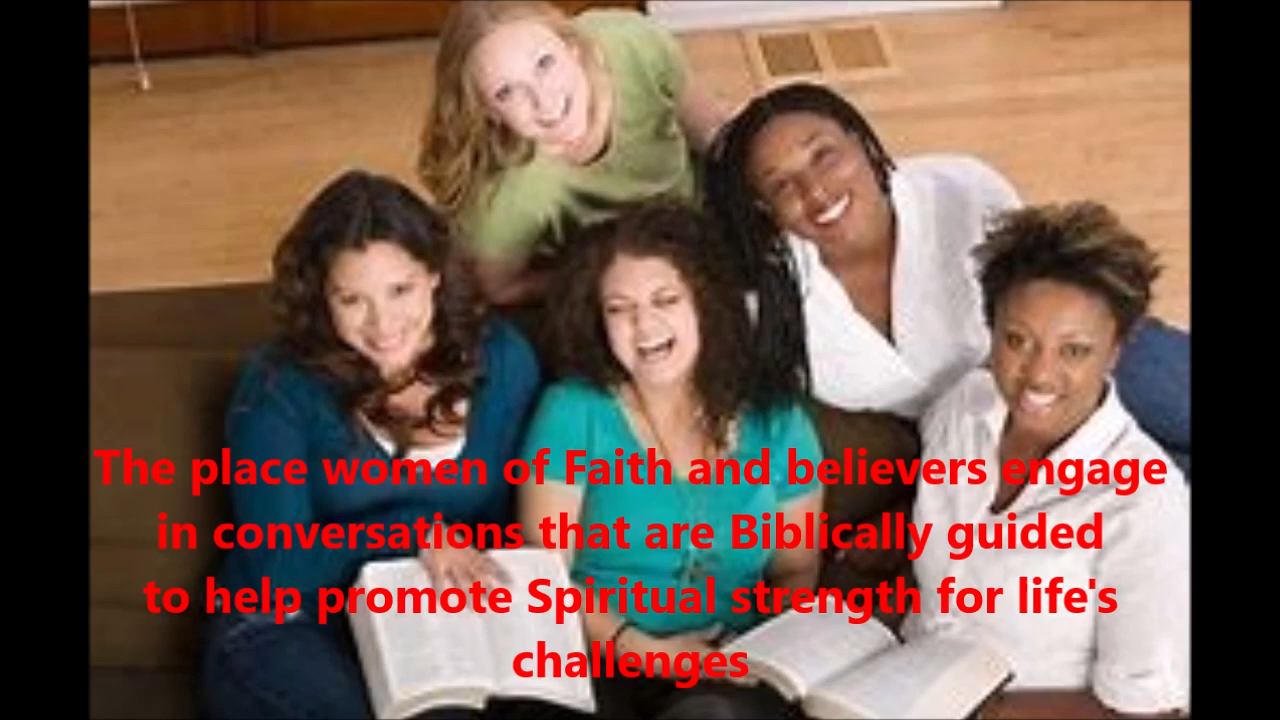 The place women of Faith and believers engage
in conversations that are Biblically guided
to help promote Spiritual strength for life's
challenges